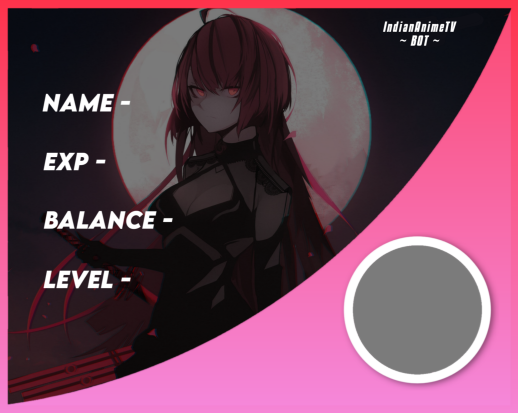 IndianAnimeTV
~ BOT ~
NAME -
EXP -
BALANCE -
LEVEL -